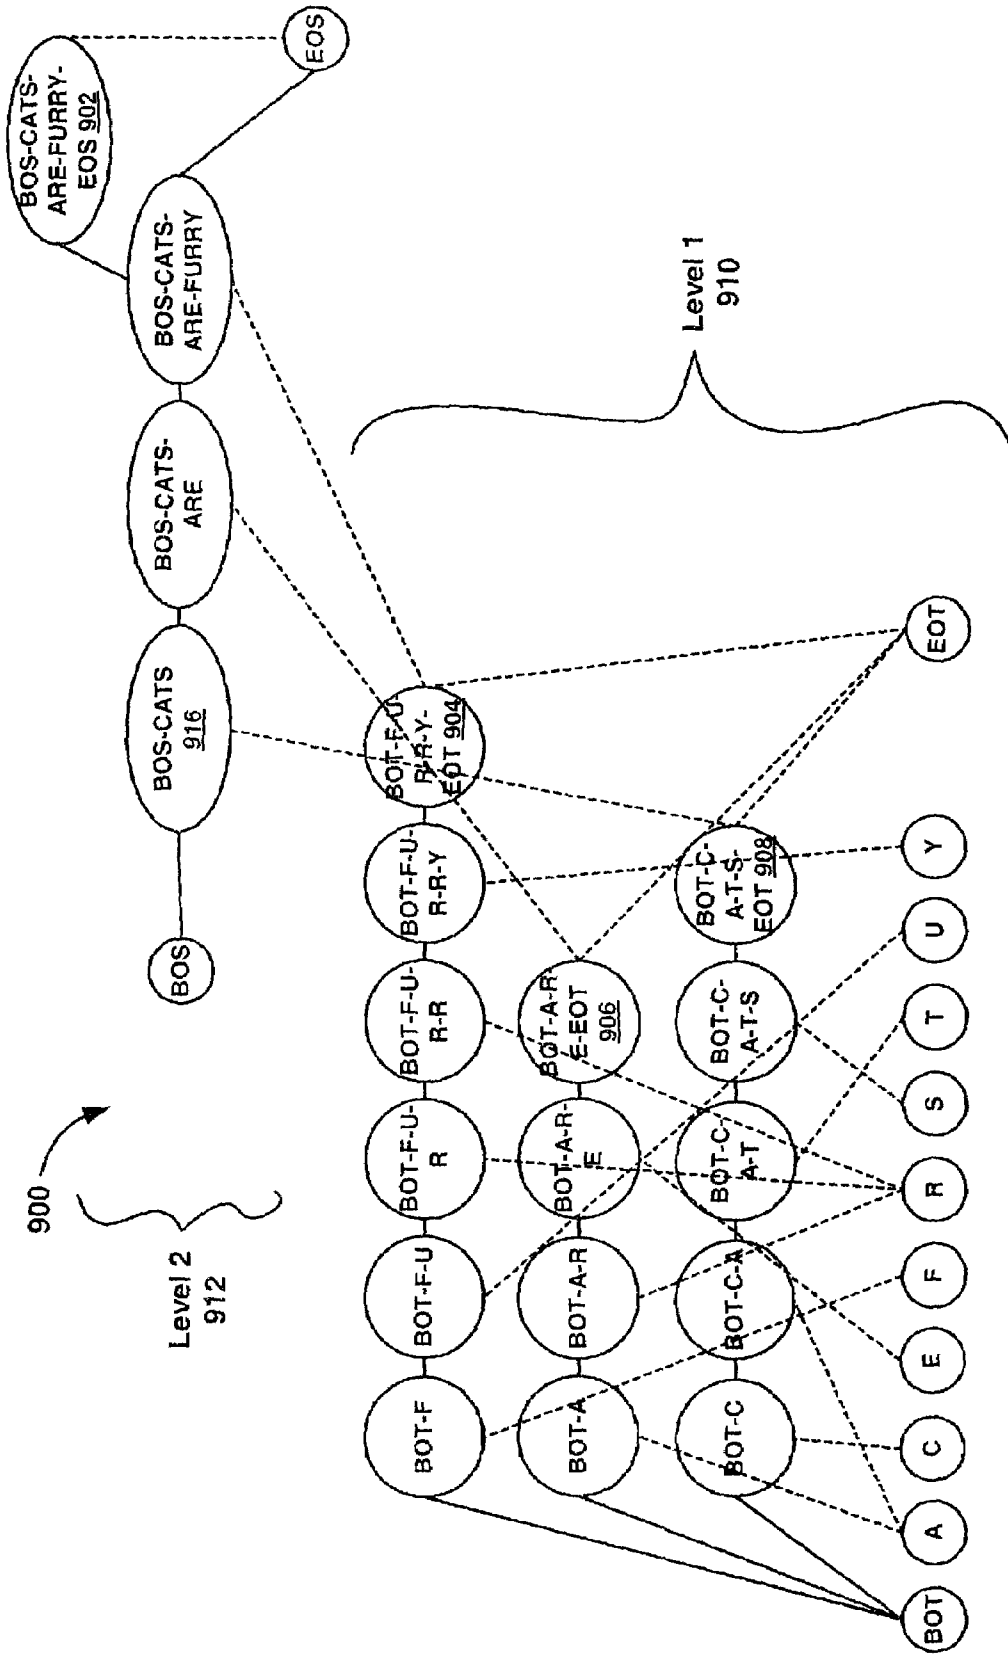 900
Level 2
912
BOS
BOS-CATS
916
BOS-CATS-
ARE
BOS-CATS-
ARE-FURRY
BOS-CATS-
ARE-FURRY-
EOS 902
EOS
Level 1
910
BOT-F
BOT-F-U
BOT-F-U-
R
BOT-F-U-
R-R
BOT-F-U-
R-R-Y
BOT-F-U-
R-R-Y-
EOT 904
BOT-A
BOT-A-R
BOT-A-R-
E
BOT-A-R-
E-EOT
906
BOT-C
BOT-C-A
BOT-C-
A-T
BOT-C-
A-T-S
BOT-C-
A-T-S-
EOT 908
BOT
A
C
E
F
R
S
T
U
Y
EOT